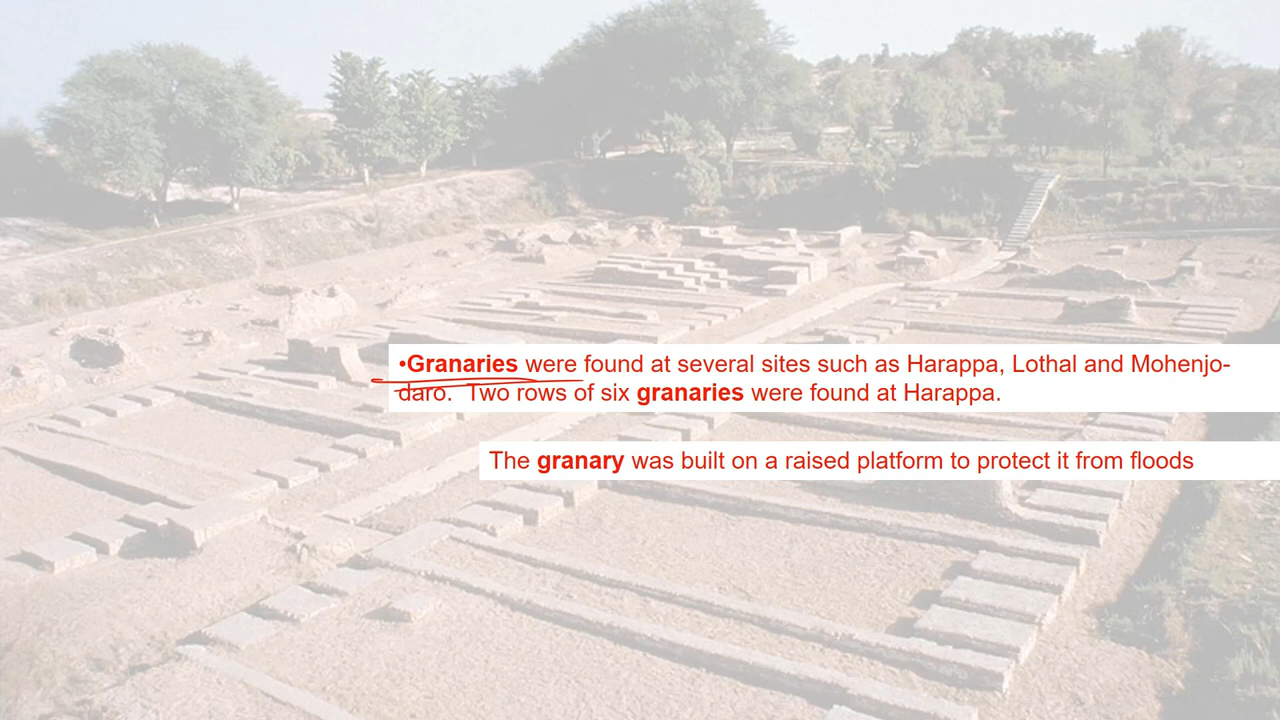 •Granaries were found at several sites such as Harappa, Lothal and Mohenjo-
daro.  Two rows of six granaries were found at Harappa.
The granary was built on a raised platform to protect it from floods